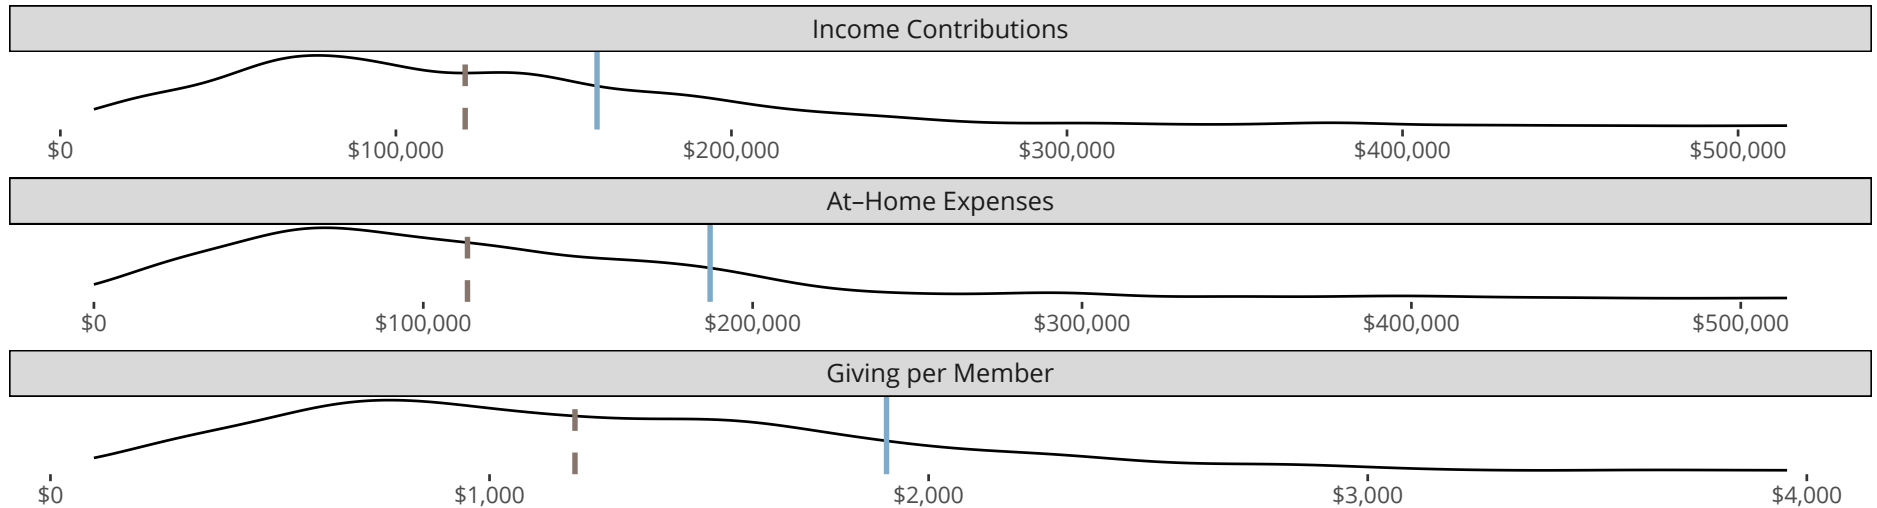 Income Contributions
$0 $100,000 $200,000 $300,000 $400,000 $500,000
At–Home Expenses
$0 $100,000 $200,000 $300,000 $400,000 $500,000
Giving per Member
$0 $1,000 $2,000 $3,000 $4,000